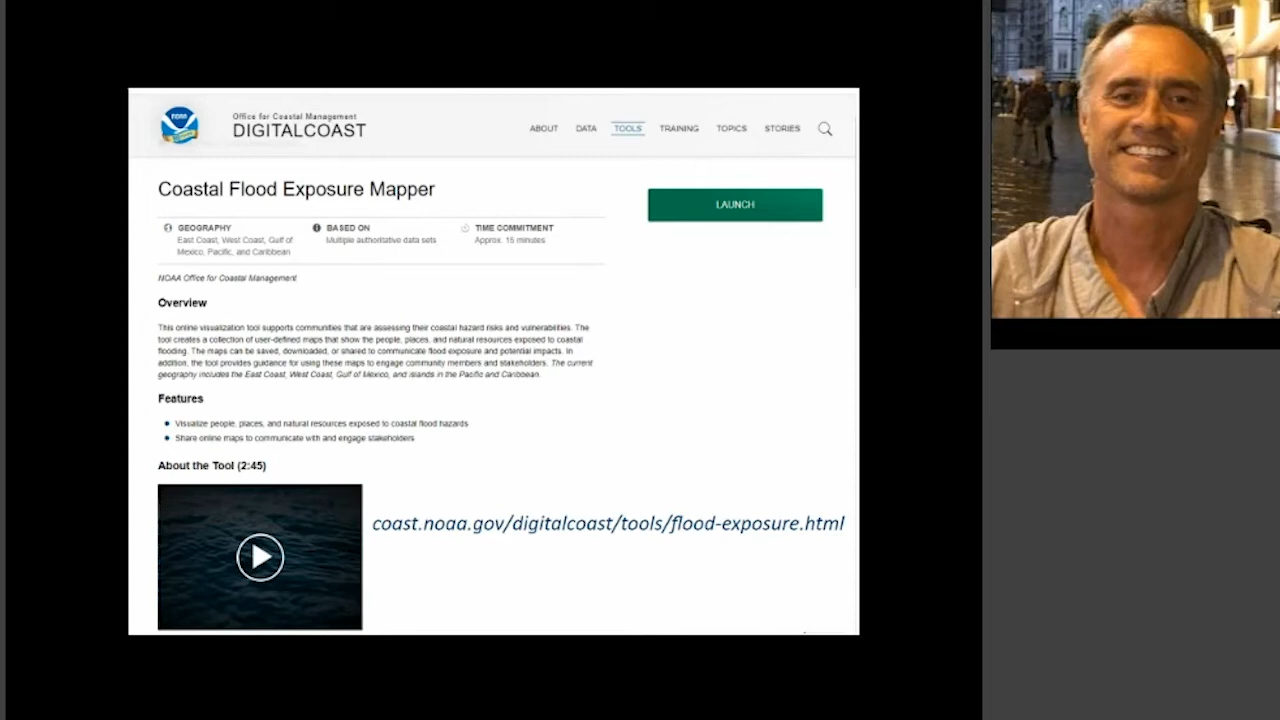 NOAA
Office for Coastal Management
DIGITALCOAST
ABOUT DATA TOOLS TRAINING TOPICS STORIES
Coastal Flood Exposure Mapper
LAUNCH
GEOGRAPHY
East Coast, West Coast, Gulf of
Mexico, Pacific, and Caribbean
BASED ON
Multiple authoritative data sets
TIME COMMITMENT
Approx. 15 minutes
NOAA Office for Coastal Management
Overview
This online visualization tool supports communities that are assessing their coastal hazard risks and vulnerabilities. The
tool creates a collection of user-defined maps that show the people, places, and natural resources exposed to coastal
flooding. The maps can be saved, downloaded, or shared to communicate flood exposure and potential impacts. In
addition, the tool provides guidance for using these maps to engage community members and stakeholders. The current
geography includes the East Coast, West Coast, Gulf of Mexico, and islands in the Pacific and Caribbean.
Features
Visualize people, places, and natural resources exposed to coastal flood hazards
Share online maps to communicate with and engage stakeholders
About the Tool (2:45)
coast.noaa.gov/digitalcoast/tools/flood-exposure.html